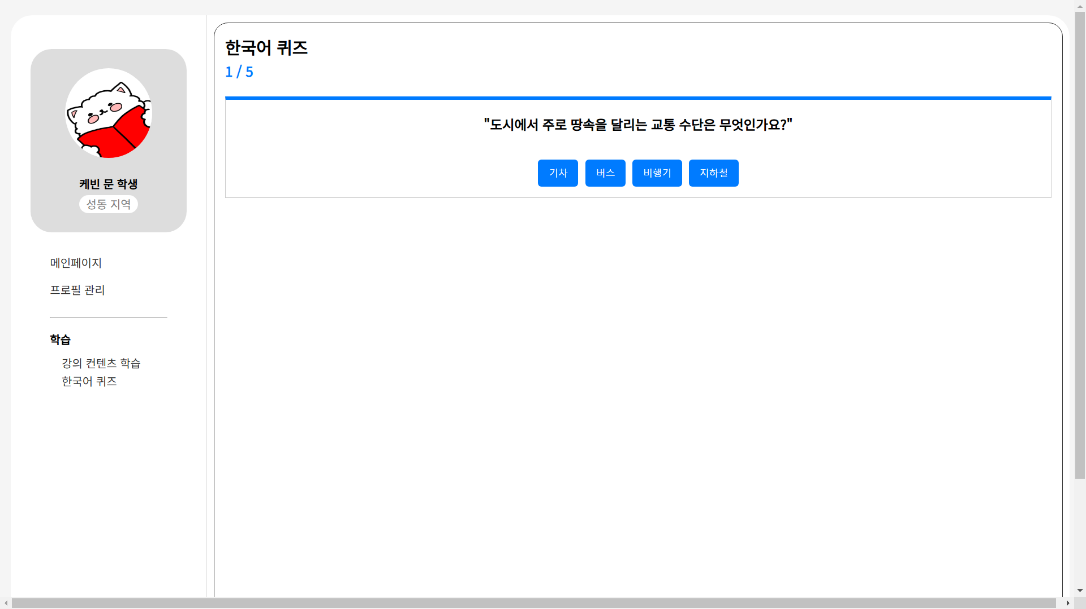 케빈 문 학생
성동 지역
메인페이지
프로필 관리
학습
강의 컨텐츠 학습
한국어 퀴즈
한국어 퀴즈
1 / 5
"도시에서 주로 땅속을 달리는 교통 수단은 무엇인가요?"
기차 버스 비행기 지하철